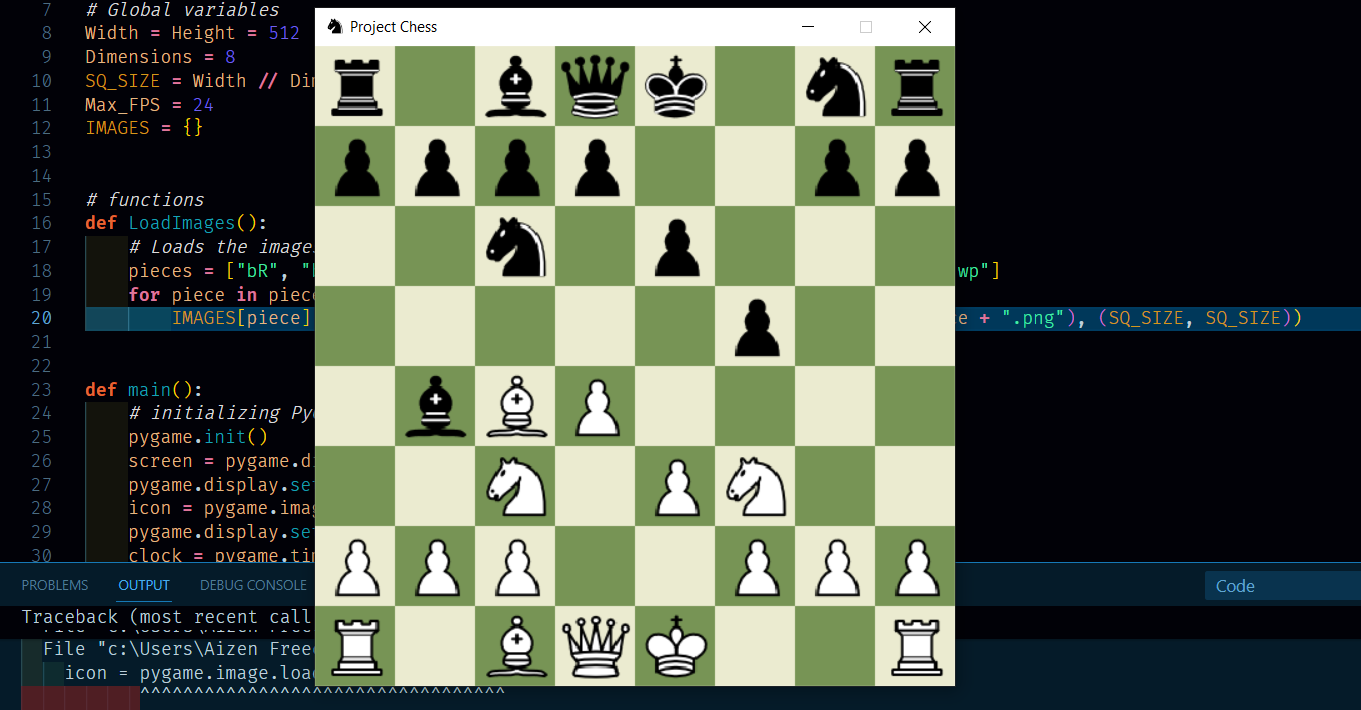 7 # Global variables
8 Width = Height = 512
9 Dimensions = 8
10 SQ_SIZE = Width // Di
11 Max_FPS = 24
12 IMAGES = {}
13
14
15 # functions
16 def LoadImages():
17 # Loads the image
18 pieces = ["bR", " wp"]
19 for piece in piec
20 IMAGES[piece] e + ".png"), (SQ_SIZE, SQ_SIZE))
21
22
23 def main():
24 # initializing Py
25 pygame.init()
26 screen = pygame.d
27 pygame.display.se
28 icon = pygame.ima
29 pygame.display.se
30 clock = pygame.ti
Project Chess
PROBLEMS OUTPUT DEBUG CONSOLE Code
Traceback (most recent call
File "c:\Users\Aizen Free
icon = pygame.image.loa
^^^^^^^^^^^^^^^^^^^^^^^^^^^^^^^^^^